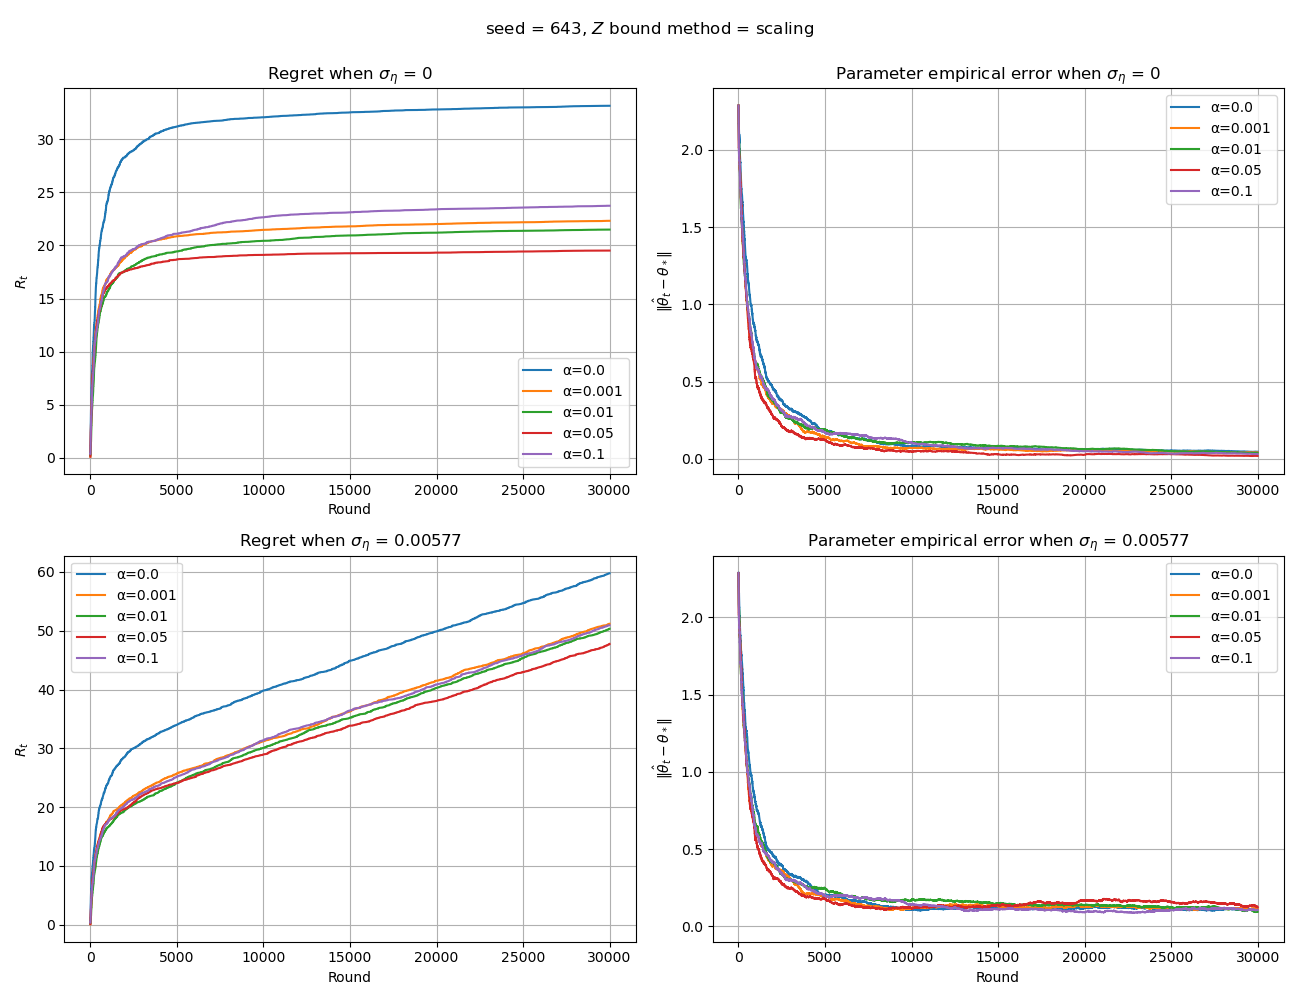 seed = 643, Z bound method = scaling
Regret when σ_η = 0
R_t
30
25
20
15
10
5
0
0 5000 10000 15000 20000 25000 30000
Round
α=0.0
α=0.001
α=0.01
α=0.05
α=0.1
Parameter empirical error when σ_η = 0
‖θ̂_t − θ_*‖
2.0
1.5
1.0
0.5
0.0
0 5000 10000 15000 20000 25000 30000
Round
α=0.0
α=0.001
α=0.01
α=0.05
α=0.1
Regret when σ_η = 0.00577
R_t
60
50
40
30
20
10
0
0 5000 10000 15000 20000 25000 30000
Round
α=0.0
α=0.001
α=0.01
α=0.05
α=0.1
Parameter empirical error when σ_η = 0.00577
‖θ̂_t − θ_*‖
2.0
1.5
1.0
0.5
0.0
0 5000 10000 15000 20000 25000 30000
Round
α=0.0
α=0.001
α=0.01
α=0.05
α=0.1